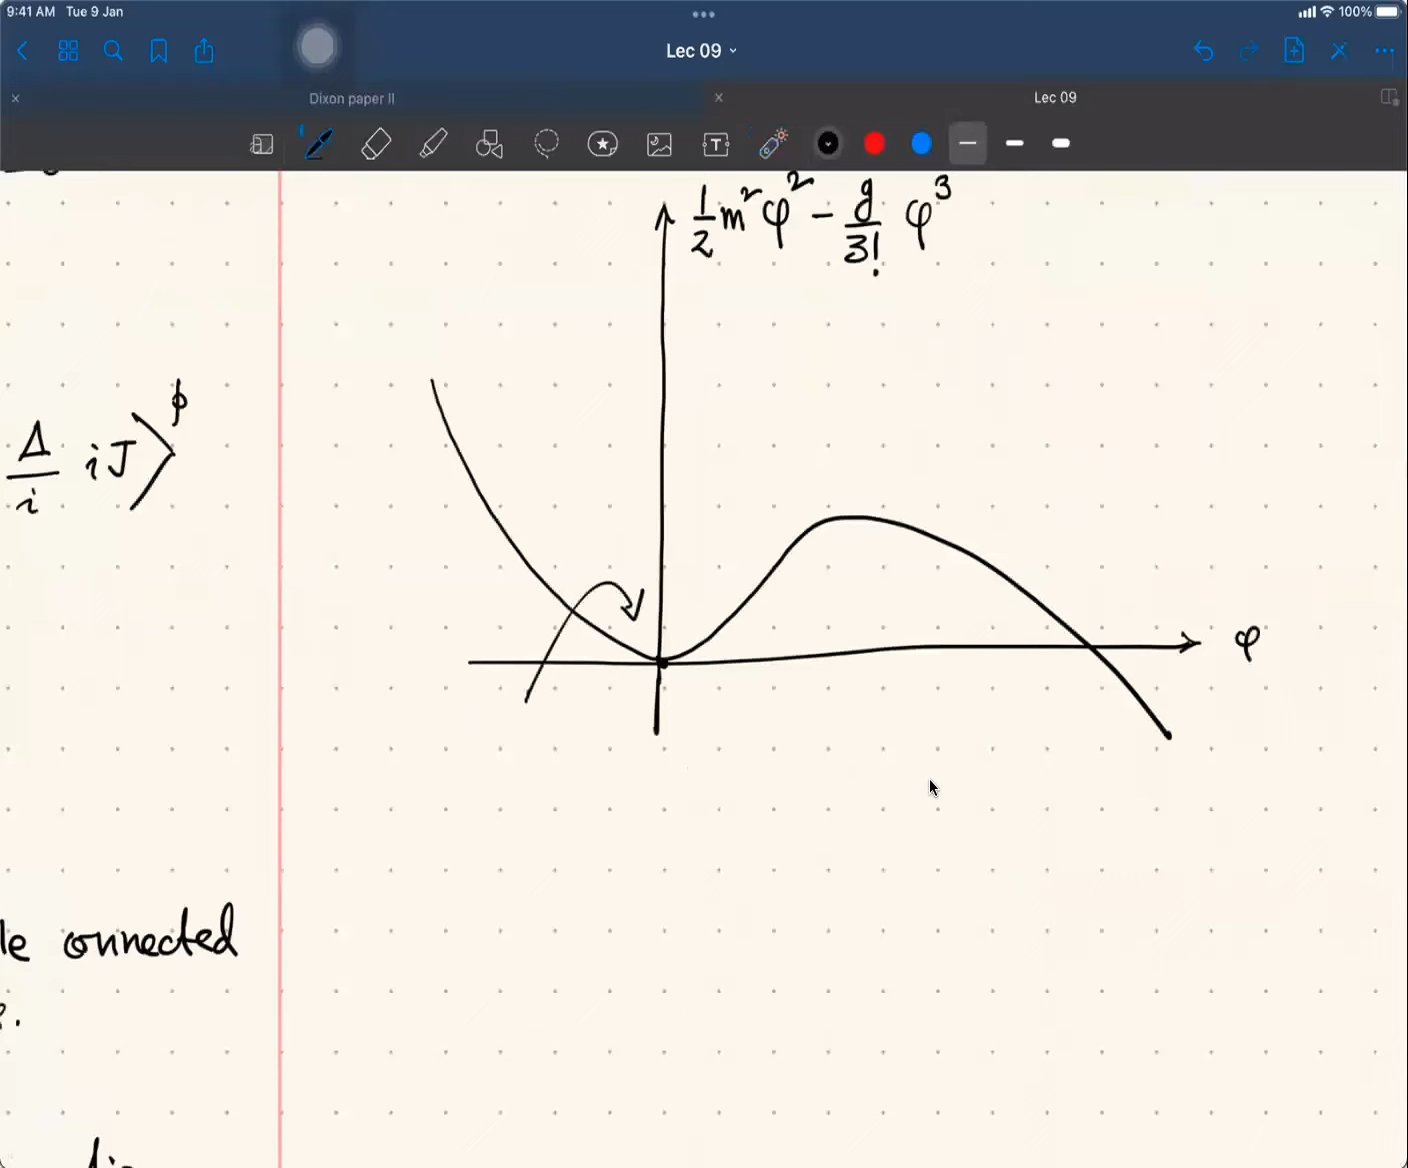 9:41 AM Tue 9 Jan
100%
Lec 09
Dixon paper II
Lec 09
T
1/2 m² φ² − g/3! φ³
Δ/i iJ ⟩^ϕ
φ
le connected